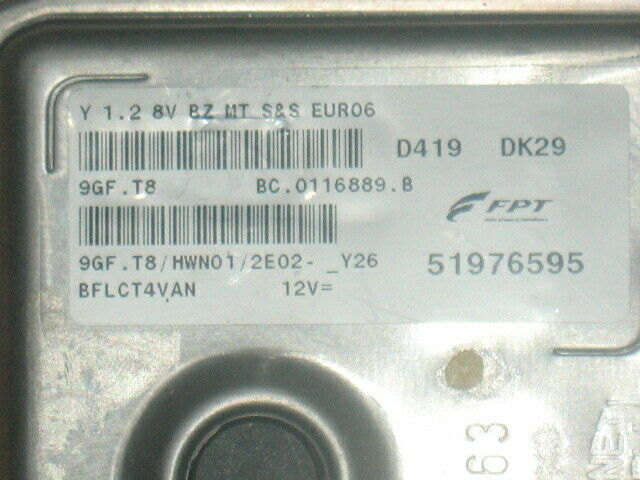 Y 1.2 8V BZ MT S&S EURO6
D419 DK29
9GF.T8 BC.0116889.B
FPT
9GF.T8/HWN01/2E02- _Y26
51976595
BFLCT4VAN 12V=
63
NET